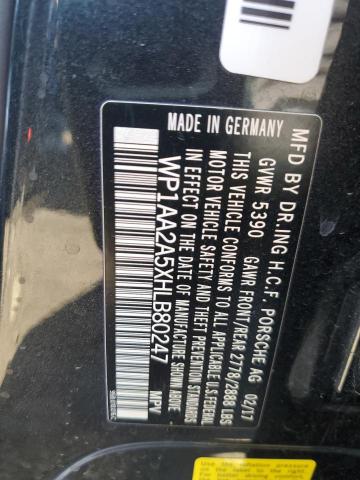 MFD BY DR.ING H.C.F. PORSCHE AG 02/17
GVWR 5390 GAWR FRONT/REAR 2778/2888 LBS
THIS VEHICLE CONFORMS TO ALL APPLICABLE U.S.FEDERAL
MOTOR VEHICLE SAFETY AND THEFT PREVENTION STANDARDS
IN EFFECT ON THE DATE OF MANUFACTURE SHOWN ABOVE.
WP1AA2A5XHLB80247 MPV
MADE IN GERMANY